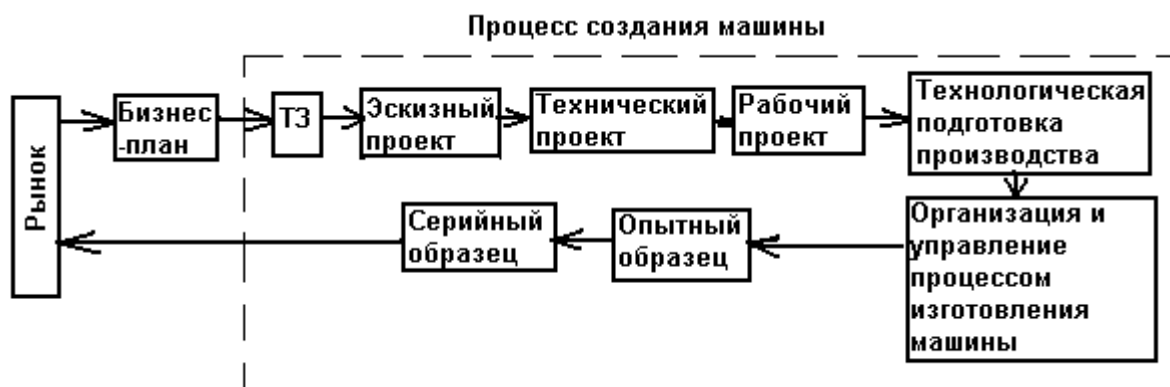 Процесс создания машины
Рынок
Бизнес
-план
ТЗ
Эскизный
проект
Технический
проект
Рабочий
проект
Технологическая
подготовка
производства
Организация и
управление
процессом
изготовления
машины
Опытный
образец
Серийный
образец